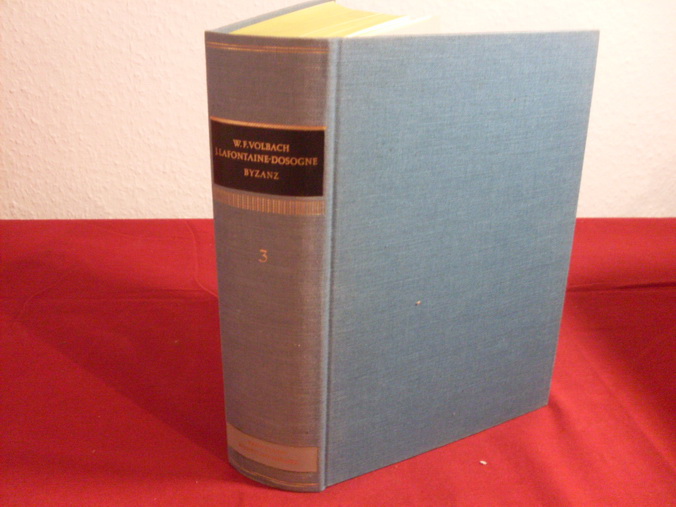 W. F. VOLBACH
J. LAFONTAINE-DOSOGNE
BYZANZ
3